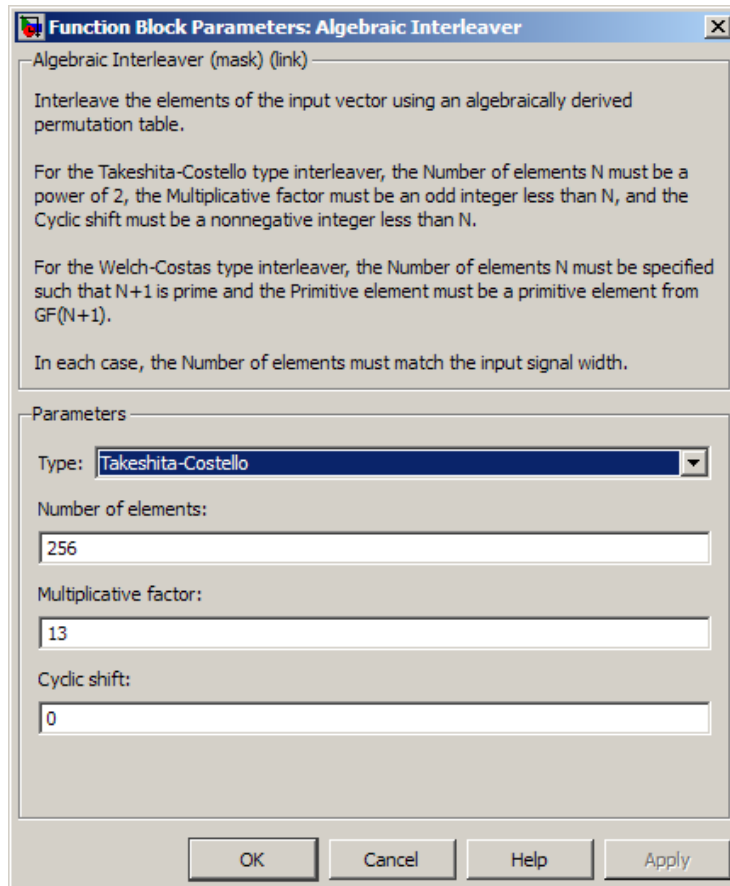 Function Block Parameters: Algebraic Interleaver
Algebraic Interleaver (mask) (link)
Interleave the elements of the input vector using an algebraically derived
permutation table.
For the Takeshita-Costello type interleaver, the Number of elements N must be a
power of 2, the Multiplicative factor must be an odd integer less than N, and the
Cyclic shift must be a nonnegative integer less than N.
For the Welch-Costas type interleaver, the Number of elements N must be specified
such that N+1 is prime and the Primitive element must be a primitive element from
GF(N+1).
In each case, the Number of elements must match the input signal width.
Parameters
Type: Takeshita-Costello
Number of elements:
256
Multiplicative factor:
13
Cyclic shift:
0
OK Cancel Help Apply